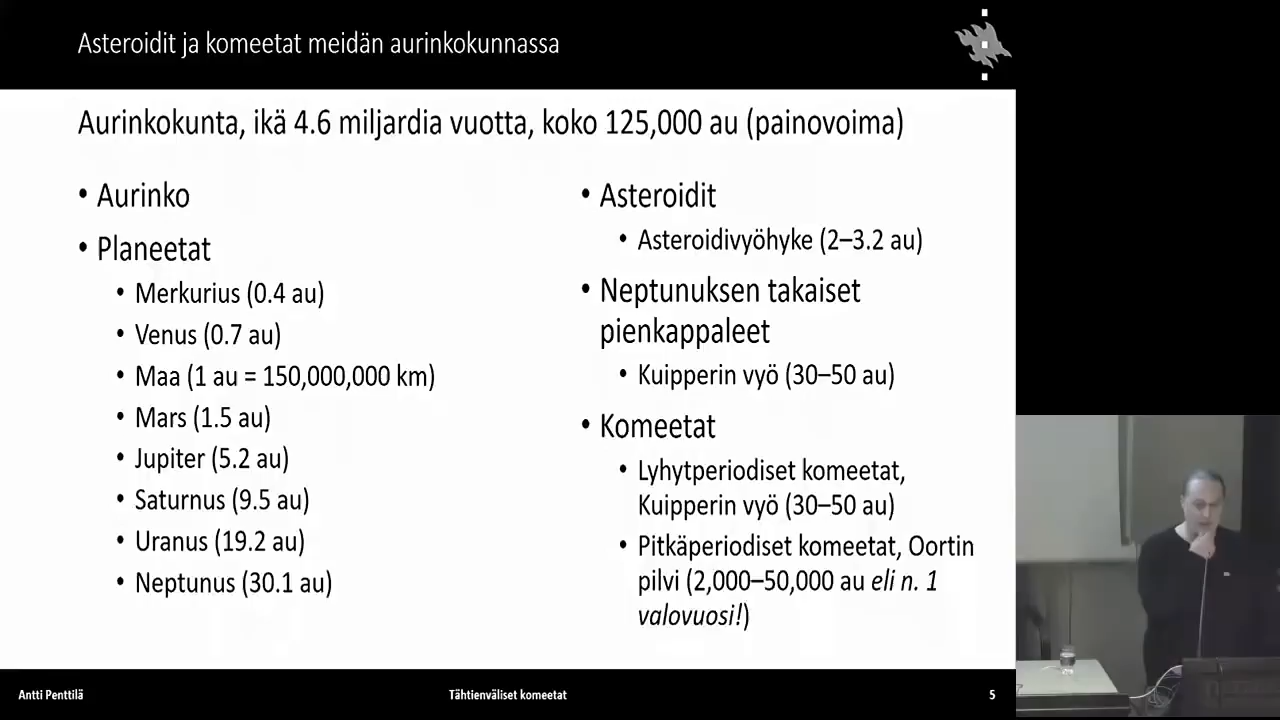 Asteroidit ja komeetat meidän aurinkokunnassa
Aurinkokunta, ikä 4.6 miljardia vuotta, koko 125,000 au (painovoima)
• Aurinko
• Planeetat
• Merkurius (0.4 au)
• Venus (0.7 au)
• Maa (1 au = 150,000,000 km)
• Mars (1.5 au)
• Jupiter (5.2 au)
• Saturnus (9.5 au)
• Uranus (19.2 au)
• Neptunus (30.1 au)
• Asteroidit
• Asteroidivyöhyke (2–3.2 au)
• Neptunuksen takaiset
pienkappaleet
• Kuipperin vyö (30–50 au)
• Komeetat
• Lyhytperiodiset komeetat,
Kuipperin vyö (30–50 au)
• Pitkäperiodiset komeetat, Oortin
pilvi (2,000–50,000 au eli n. 1
valovuosi!)
Antti Penttilä
Tähtienväliset komeetat
5